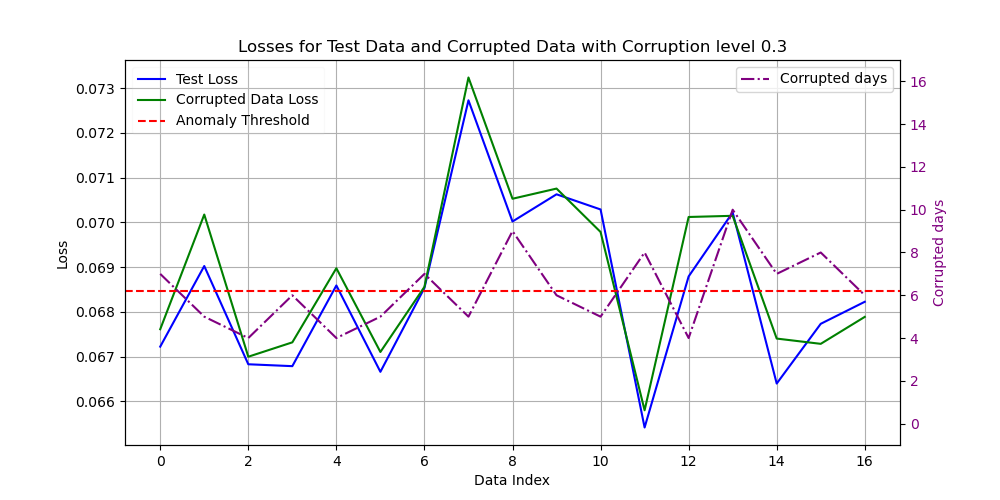 Losses for Test Data and Corrupted Data with Corruption level 0.3
Test Loss
Corrupted Data Loss
Anomaly Threshold
Corrupted days
0.073
0.072
0.071
0.070
0.069
0.068
0.067
0.066
Loss
16
14
12
10
8
6
4
2
0
Corrupted days
0 2 4 6 8 10 12 14 16
Data Index